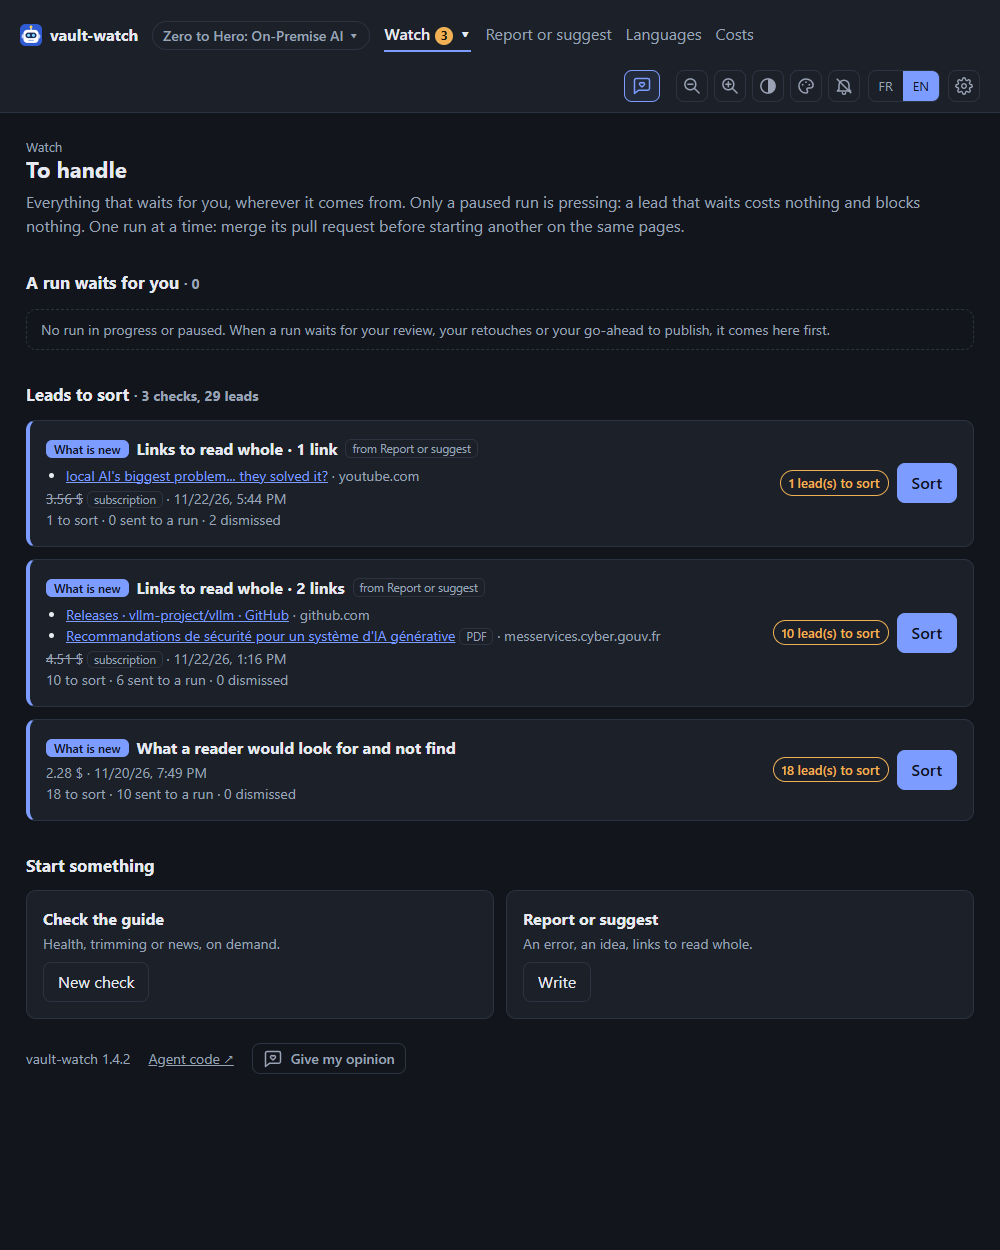 vault-watch
Zero to Hero: On-Premise AI ▾
Watch 3 ▾
Report or suggest
Languages
Costs
FR
EN
Watch
To handle
Everything that waits for you, wherever it comes from. Only a paused run is pressing: a lead that waits costs nothing and blocks
nothing. One run at a time: merge its pull request before starting another on the same pages.
A run waits for you · 0
No run in progress or paused. When a run waits for your review, your retouches or your go-ahead to publish, it comes here first.
Leads to sort · 3 checks, 29 leads
What is new Links to read whole · 1 link from Report or suggest
• local AI's biggest problem... they solved it? · youtube.com
3.56 $ subscription · 11/22/26, 5:44 PM
1 to sort · 0 sent to a run · 2 dismissed
1 lead(s) to sort
Sort
What is new Links to read whole · 2 links from Report or suggest
• Releases · vllm-project/vllm · GitHub · github.com
• Recommandations de sécurité pour un système d'IA générative PDF · messervices.cyber.gouv.fr
4.51 $ subscription · 11/22/26, 1:16 PM
10 to sort · 6 sent to a run · 0 dismissed
10 lead(s) to sort
Sort
What is new What a reader would look for and not find
2.28 $ · 11/20/26, 7:49 PM
18 to sort · 10 sent to a run · 0 dismissed
18 lead(s) to sort
Sort
Start something
Check the guide
Health, trimming or news, on demand.
New check
Report or suggest
An error, an idea, links to read whole.
Write
vault-watch 1.4.2
Agent code ↗
Give my opinion